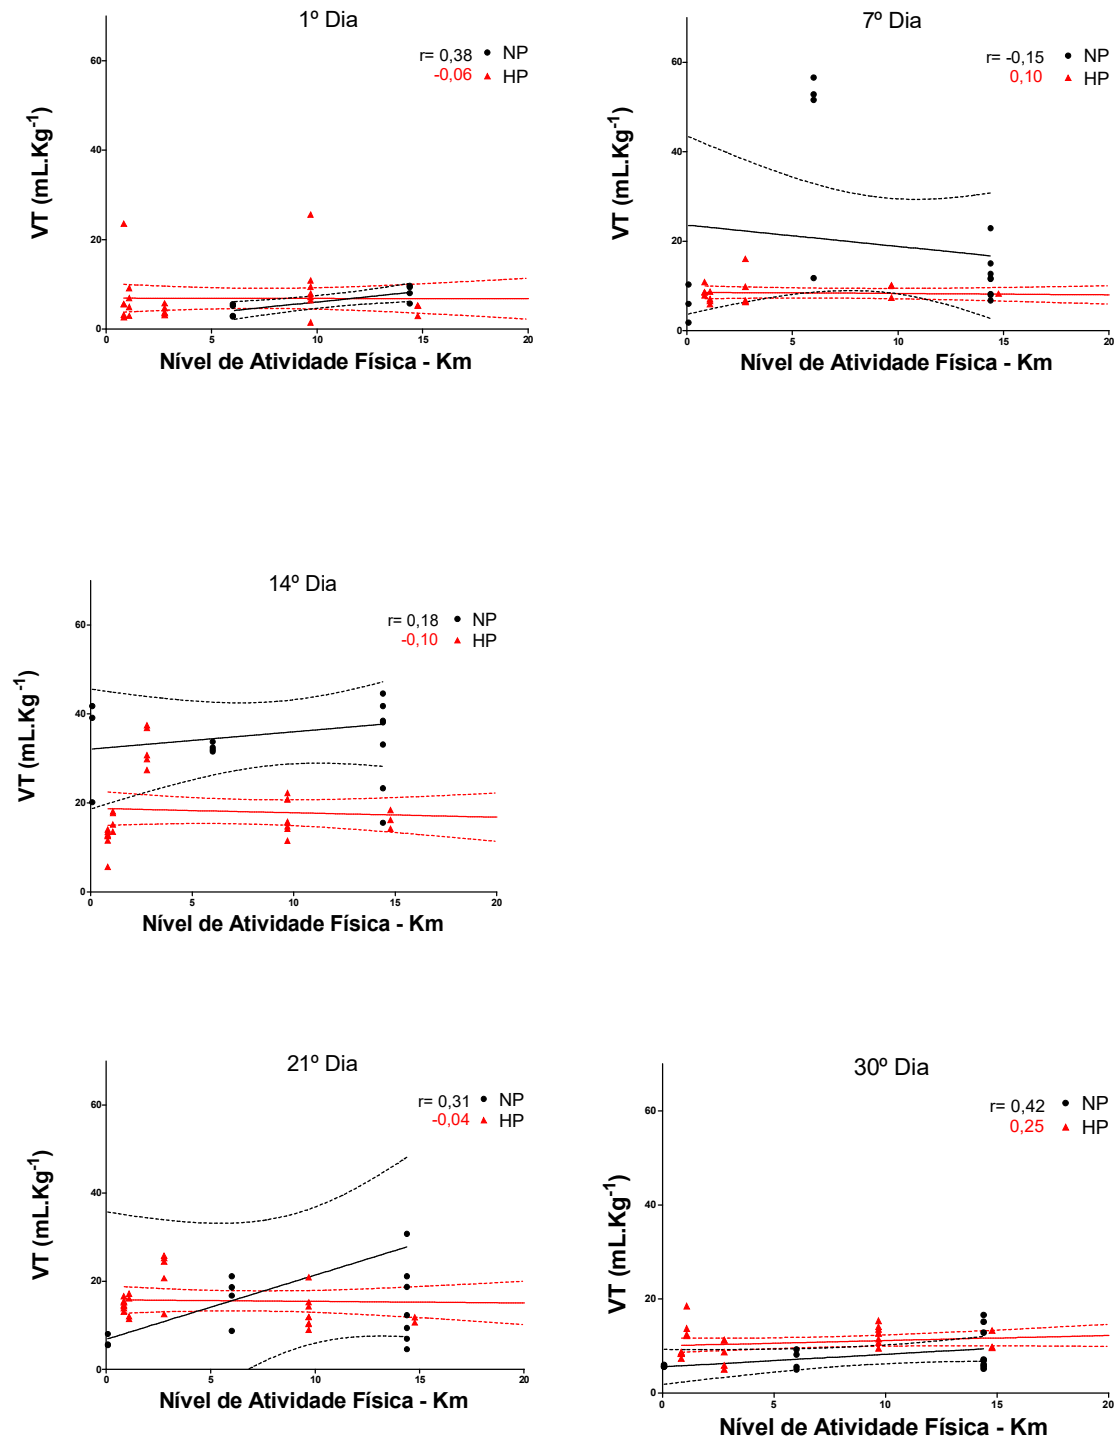 1º Dia
r= 0,38 NP
-0,06 HP
60
40
20
0
0 5 10 15 20
VT (mL.Kg-1)
Nível de Atividade Física - Km
7º Dia
r= -0,15 NP
0,10 HP
60
40
20
0
0 5 10 15 20
VT (mL.Kg-1)
Nível de Atividade Física - Km
14º Dia
r= 0,18 NP
-0,10 HP
60
40
20
0
0 5 10 15 20
VT (mL.Kg-1)
Nível de Atividade Física - Km
21º Dia
r= 0,31 NP
-0,04 HP
60
40
20
0
0 5 10 15 20
VT (mL.Kg-1)
Nível de Atividade Física - Km
30º Dia
r= 0,42 NP
0,25 HP
60
40
20
0
0 5 10 15 20
VT (mL.Kg-1)
Nível de Atividade Física - Km